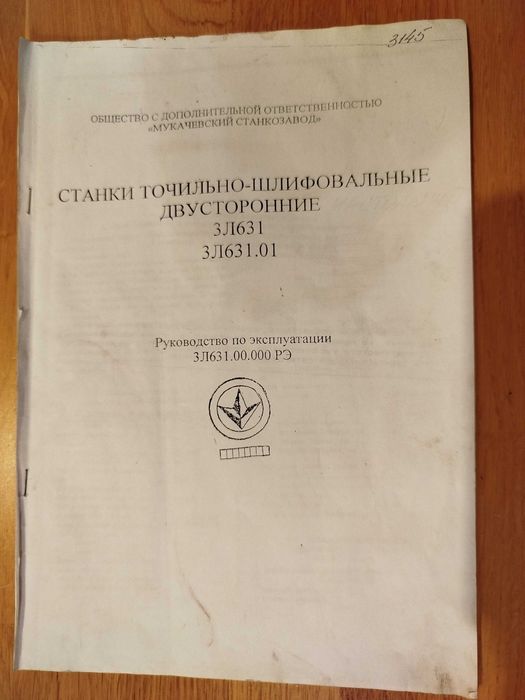 3145
ОБЩЕСТВО С ДОПОЛНИТЕЛЬНОЙ ОТВЕТСТВЕННОСТЬЮ
«МУКАЧЕВСКИЙ СТАНКОЗАВОД»
СТАНКИ ТОЧИЛЬНО-ШЛИФОВАЛЬНЫЕ
ДВУСТОРОННИЕ
3Л631
3Л631.01
Руководство по эксплуатации
3Л631.00.000 РЭ